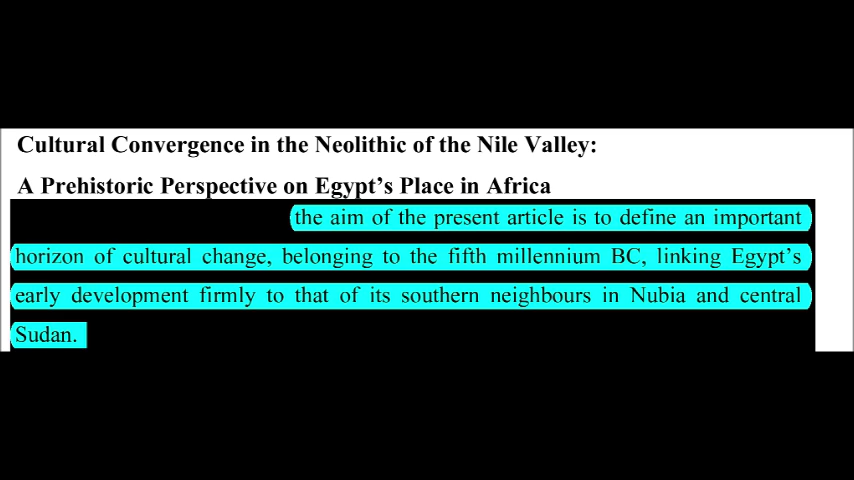 Cultural Convergence in the Neolithic of the Nile Valley:
A Prehistoric Perspective on Egypt’s Place in Africa
the aim of the present article is to define an important
horizon of cultural change, belonging to the fifth millennium BC, linking Egypt’s
early development firmly to that of its southern neighbours in Nubia and central
Sudan.